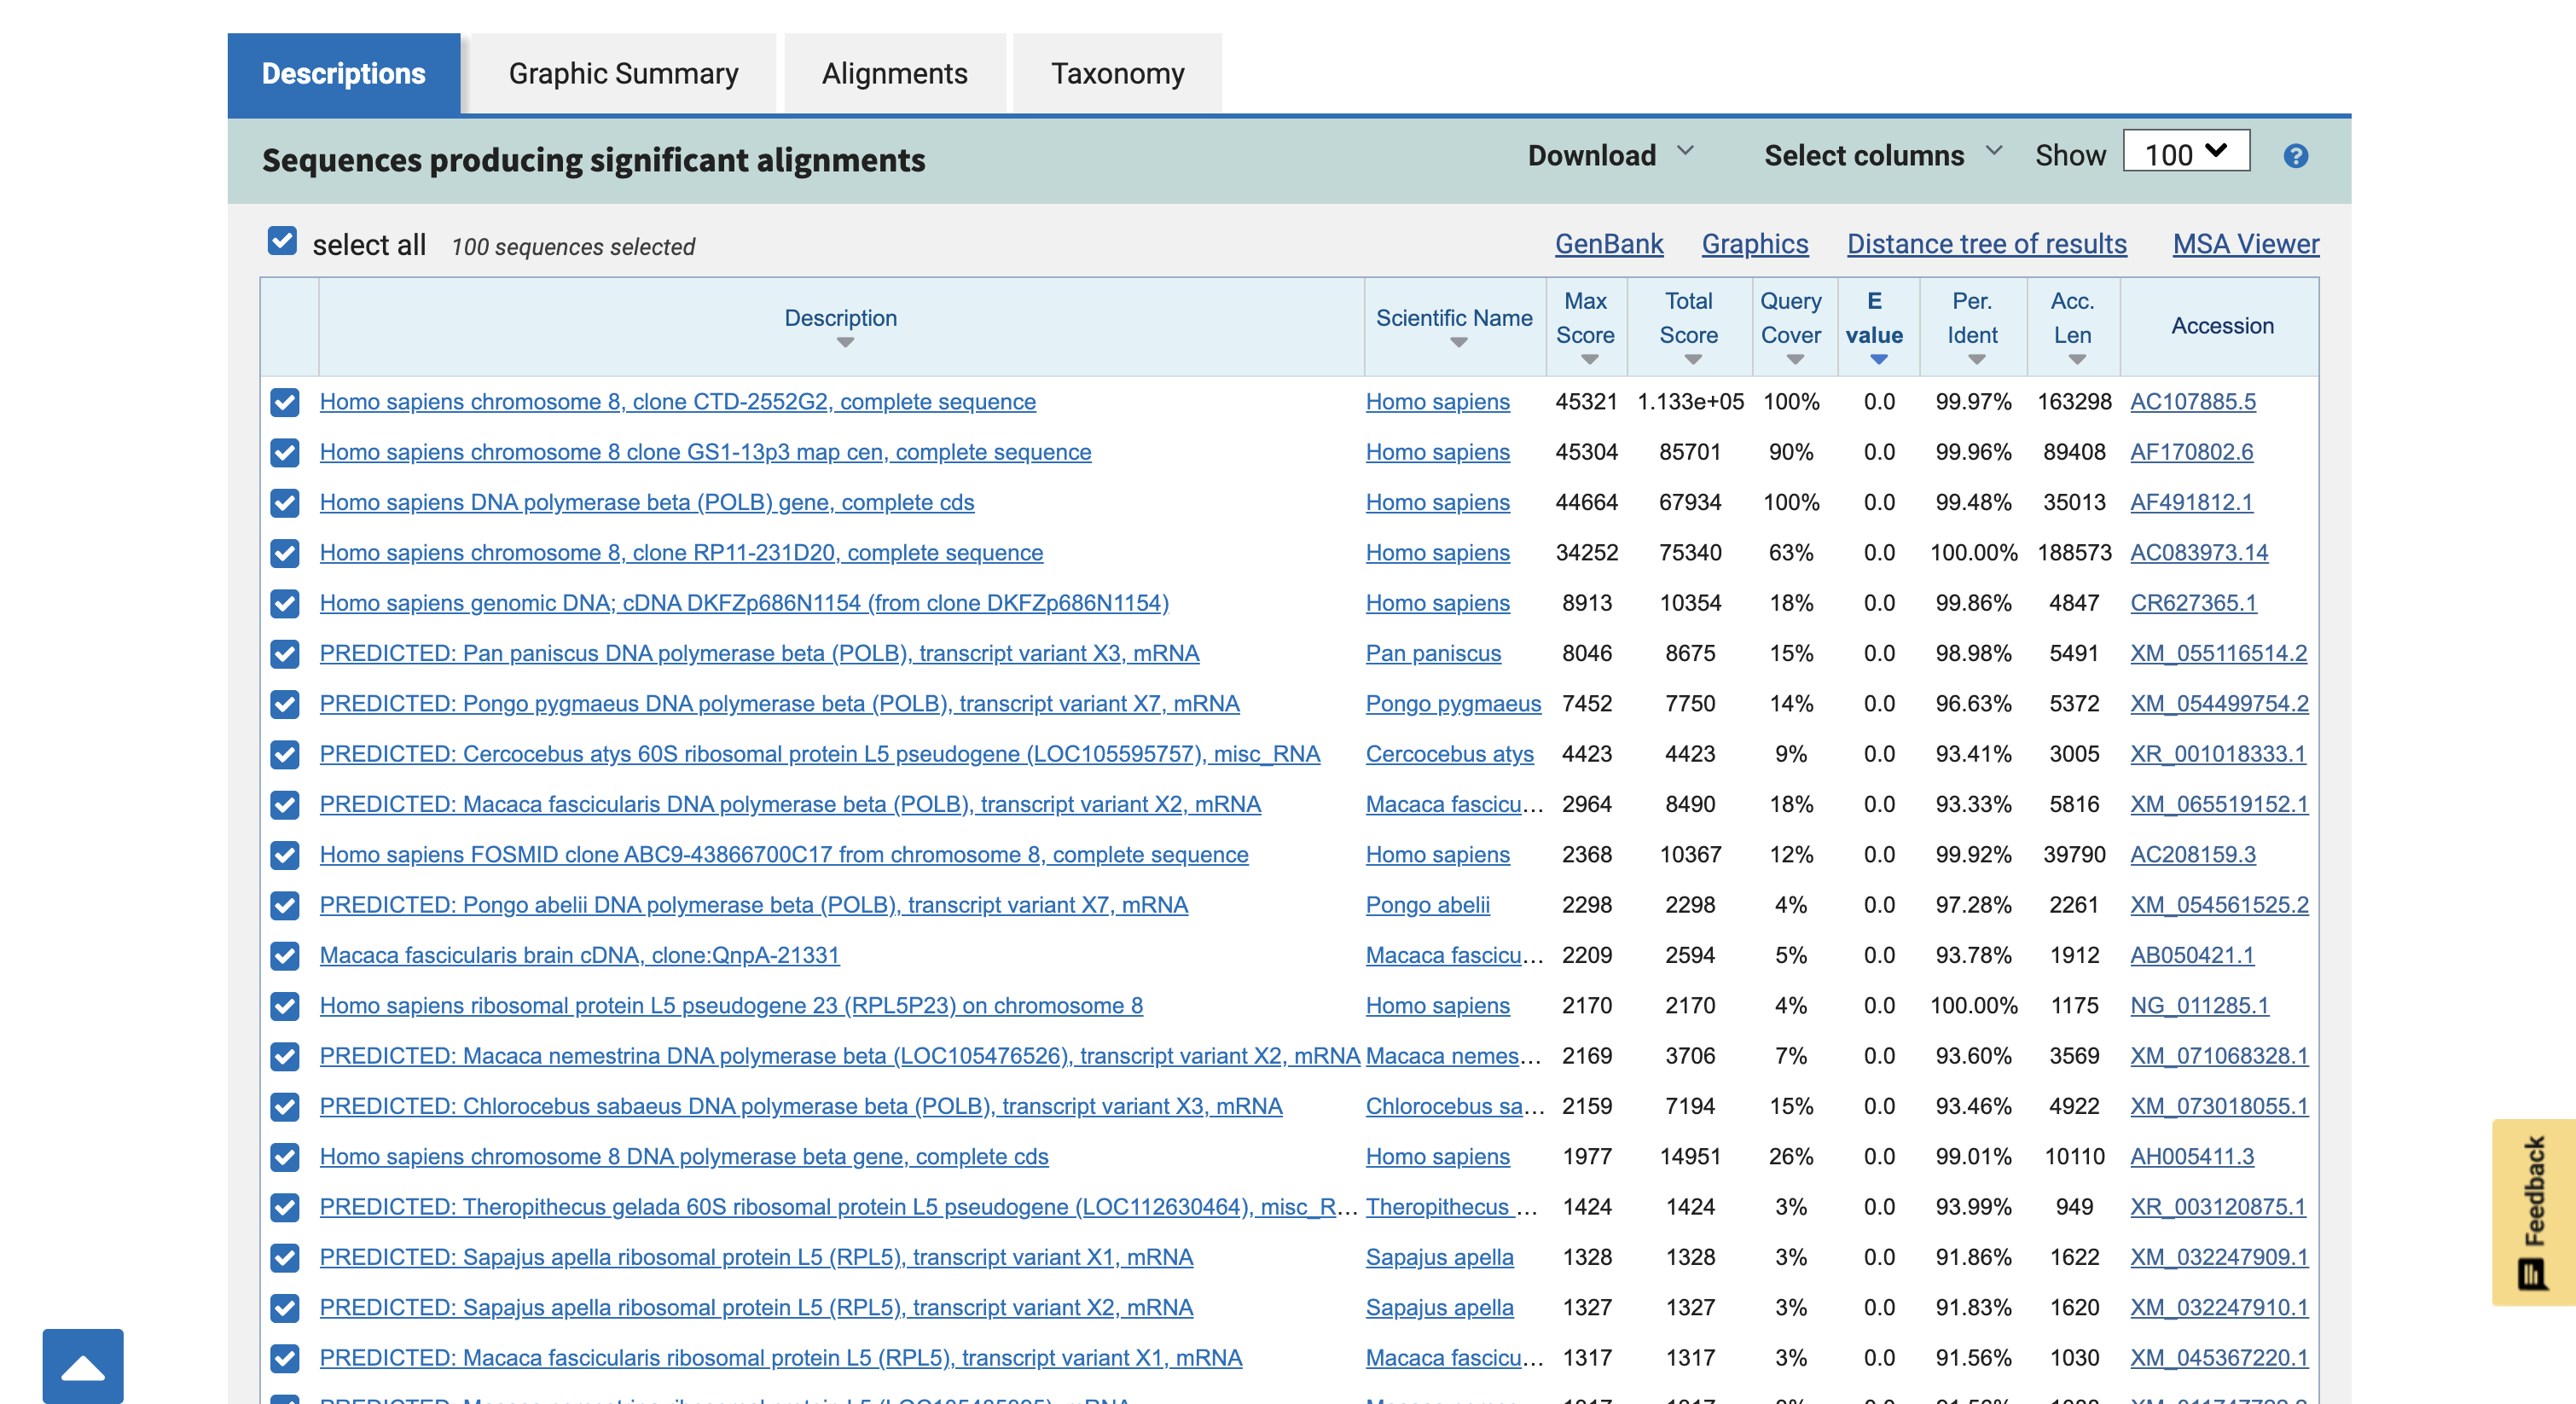 Descriptions Graphic Summary Alignments Taxonomy
Sequences producing significant alignments Download Select columns Show 100 ?
select all 100 sequences selected GenBank Graphics Distance tree of results MSA Viewer
Description Scientific Name Max Score Total Score Query Cover E value Per. Ident Acc. Len Accession
Homo sapiens chromosome 8, clone CTD-2552G2, complete sequence Homo sapiens 45321 1.133e+05 100% 0.0 99.97% 163298 AC107885.5
Homo sapiens chromosome 8 clone GS1-13p3 map cen, complete sequence Homo sapiens 45304 85701 90% 0.0 99.96% 89408 AF170802.6
Homo sapiens DNA polymerase beta (POLB) gene, complete cds Homo sapiens 44664 67934 100% 0.0 99.48% 35013 AF491812.1
Homo sapiens chromosome 8, clone RP11-231D20, complete sequence Homo sapiens 34252 75340 63% 0.0 100.00% 188573 AC083973.14
Homo sapiens genomic DNA; cDNA DKFZp686N1154 (from clone DKFZp686N1154) Homo sapiens 8913 10354 18% 0.0 99.86% 4847 CR627365.1
PREDICTED: Pan paniscus DNA polymerase beta (POLB), transcript variant X3, mRNA Pan paniscus 8046 8675 15% 0.0 98.98% 5491 XM_055116514.2
PREDICTED: Pongo pygmaeus DNA polymerase beta (POLB), transcript variant X7, mRNA Pongo pygmaeus 7452 7750 14% 0.0 96.63% 5372 XM_054499754.2
PREDICTED: Cercocebus atys 60S ribosomal protein L5 pseudogene (LOC105595757), misc_RNA Cercocebus atys 4423 4423 9% 0.0 93.41% 3005 XR_001018333.1
PREDICTED: Macaca fascicularis DNA polymerase beta (POLB), transcript variant X2, mRNA Macaca fascicu... 2964 8490 18% 0.0 93.33% 5816 XM_065519152.1
Homo sapiens FOSMID clone ABC9-43866700C17 from chromosome 8, complete sequence Homo sapiens 2368 10367 12% 0.0 99.92% 39790 AC208159.3
PREDICTED: Pongo abelii DNA polymerase beta (POLB), transcript variant X7, mRNA Pongo abelii 2298 2298 4% 0.0 97.28% 2261 XM_054561525.2
Macaca fascicularis brain cDNA, clone:QnpA-21331 Macaca fascicu... 2209 2594 5% 0.0 93.78% 1912 AB050421.1
Homo sapiens ribosomal protein L5 pseudogene 23 (RPL5P23) on chromosome 8 Homo sapiens 2170 2170 4% 0.0 100.00% 1175 NG_011285.1
PREDICTED: Macaca nemestrina DNA polymerase beta (LOC105476526), transcript variant X2, mRNA Macaca nemes... 2169 3706 7% 0.0 93.60% 3569 XM_071068328.1
PREDICTED: Chlorocebus sabaeus DNA polymerase beta (POLB), transcript variant X3, mRNA Chlorocebus sa... 2159 7194 15% 0.0 93.46% 4922 XM_073018055.1
Homo sapiens chromosome 8 DNA polymerase beta gene, complete cds Homo sapiens 1977 14951 26% 0.0 99.01% 10110 AH005411.3
PREDICTED: Theropithecus gelada 60S ribosomal protein L5 pseudogene (LOC112630464), misc_R... Theropithecus ... 1424 1424 3% 0.0 93.99% 949 XR_003120875.1
PREDICTED: Sapajus apella ribosomal protein L5 (RPL5), transcript variant X1, mRNA Sapajus apella 1328 1328 3% 0.0 91.86% 1622 XM_032247909.1
PREDICTED: Sapajus apella ribosomal protein L5 (RPL5), transcript variant X2, mRNA Sapajus apella 1327 1327 3% 0.0 91.83% 1620 XM_032247910.1
PREDICTED: Macaca fascicularis ribosomal protein L5 (RPL5), transcript variant X1, mRNA Macaca fascicu... 1317 1317 3% 0.0 91.56% 1030 XM_045367220.1
Feedback